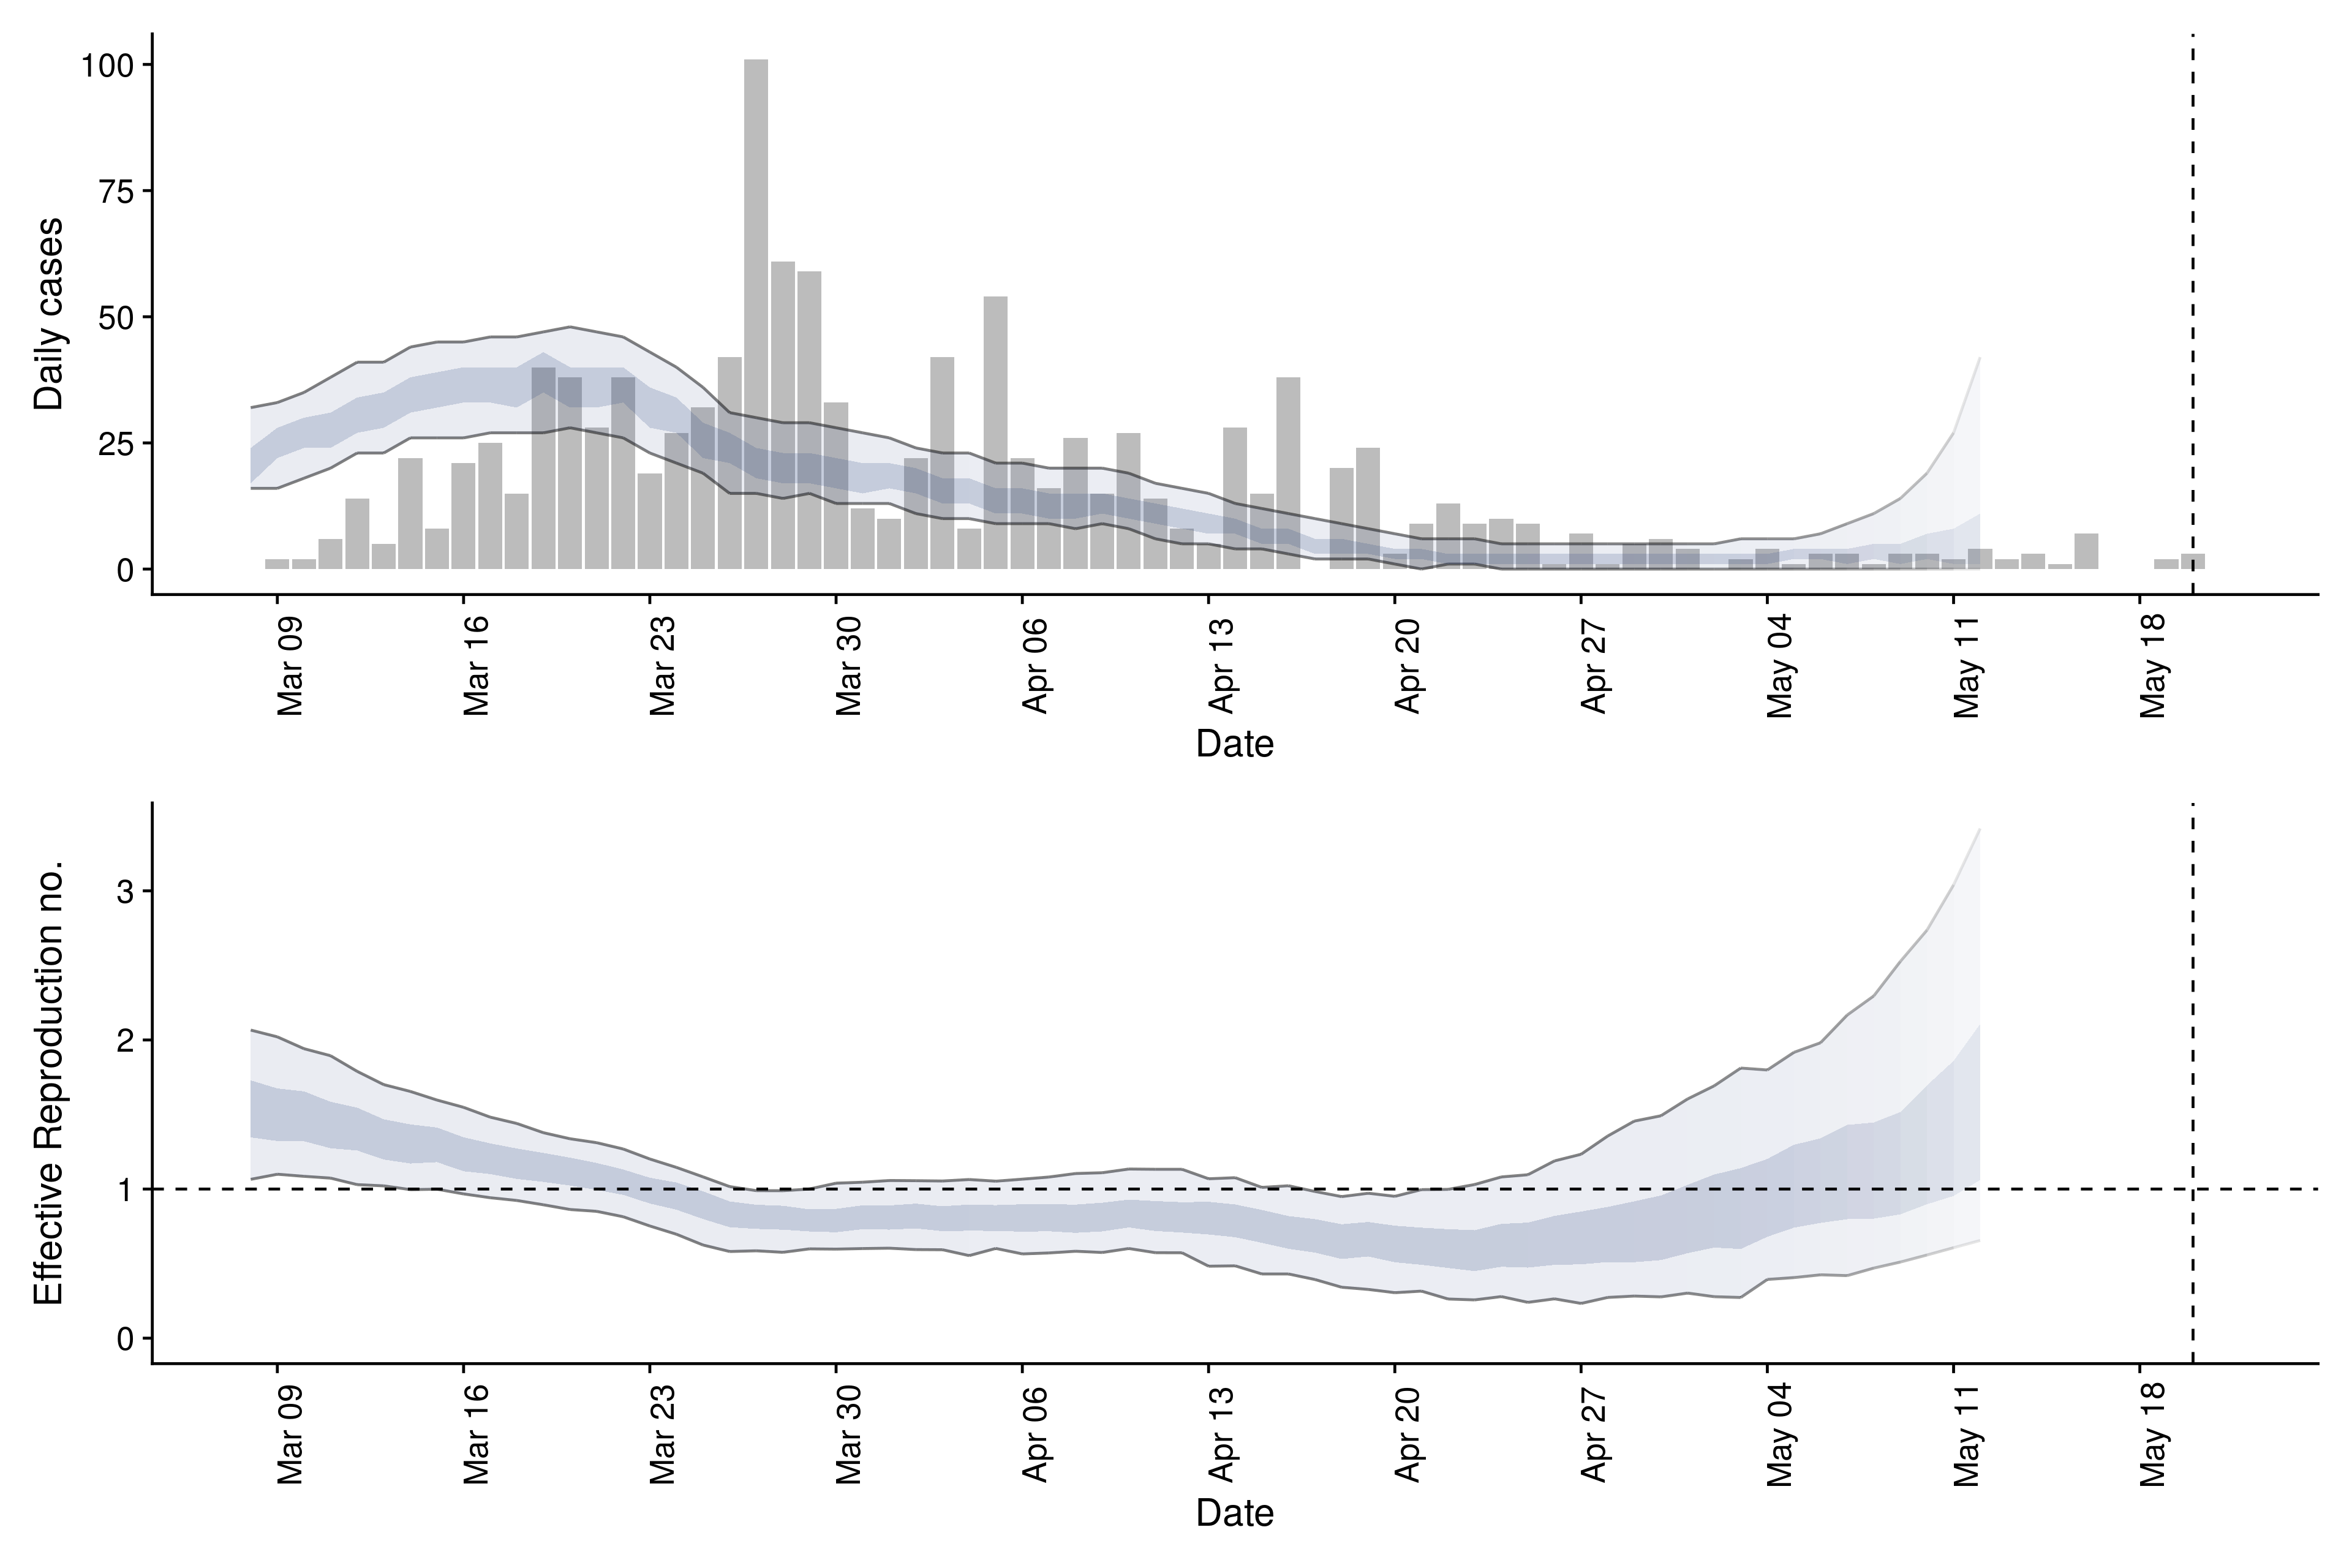 Daily cases
100
75
50
25
0
Mar 09
Mar 16
Mar 23
Mar 30
Apr 06
Apr 13
Apr 20
Apr 27
May 04
May 11
May 18
Date
Effective Reproduction no.
3
2
1
0
Mar 09
Mar 16
Mar 23
Mar 30
Apr 06
Apr 13
Apr 20
Apr 27
May 04
May 11
May 18
Date